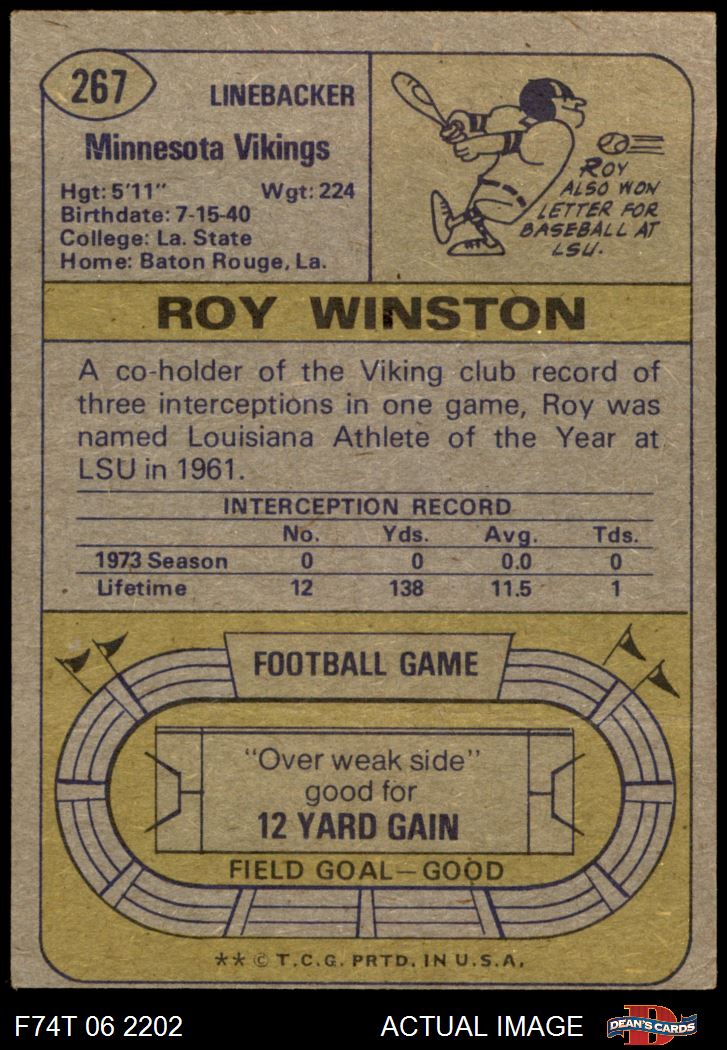 267
LINEBACKER
Minnesota Vikings
Hgt: 5'11" Wgt: 224
Birthdate: 7-15-40
College: La. State
Home: Baton Rouge, La.
ROY
ALSO WON
LETTER FOR
BASEBALL AT
LSU.
ROY WINSTON
A co-holder of the Viking club record of
three interceptions in one game, Roy was
named Louisiana Athlete of the Year at
LSU in 1961.
INTERCEPTION RECORD
No. Yds. Avg. Tds.
1973 Season 0 0 0.0 0
Lifetime 12 138 11.5 1
FOOTBALL GAME
"Over weak side"
good for
12 YARD GAIN
FIELD GOAL—GOOD
** © T.C.G. PRTD. IN U.S.A.
F74T 06 2202 ACTUAL IMAGE DEAN'S CARDS